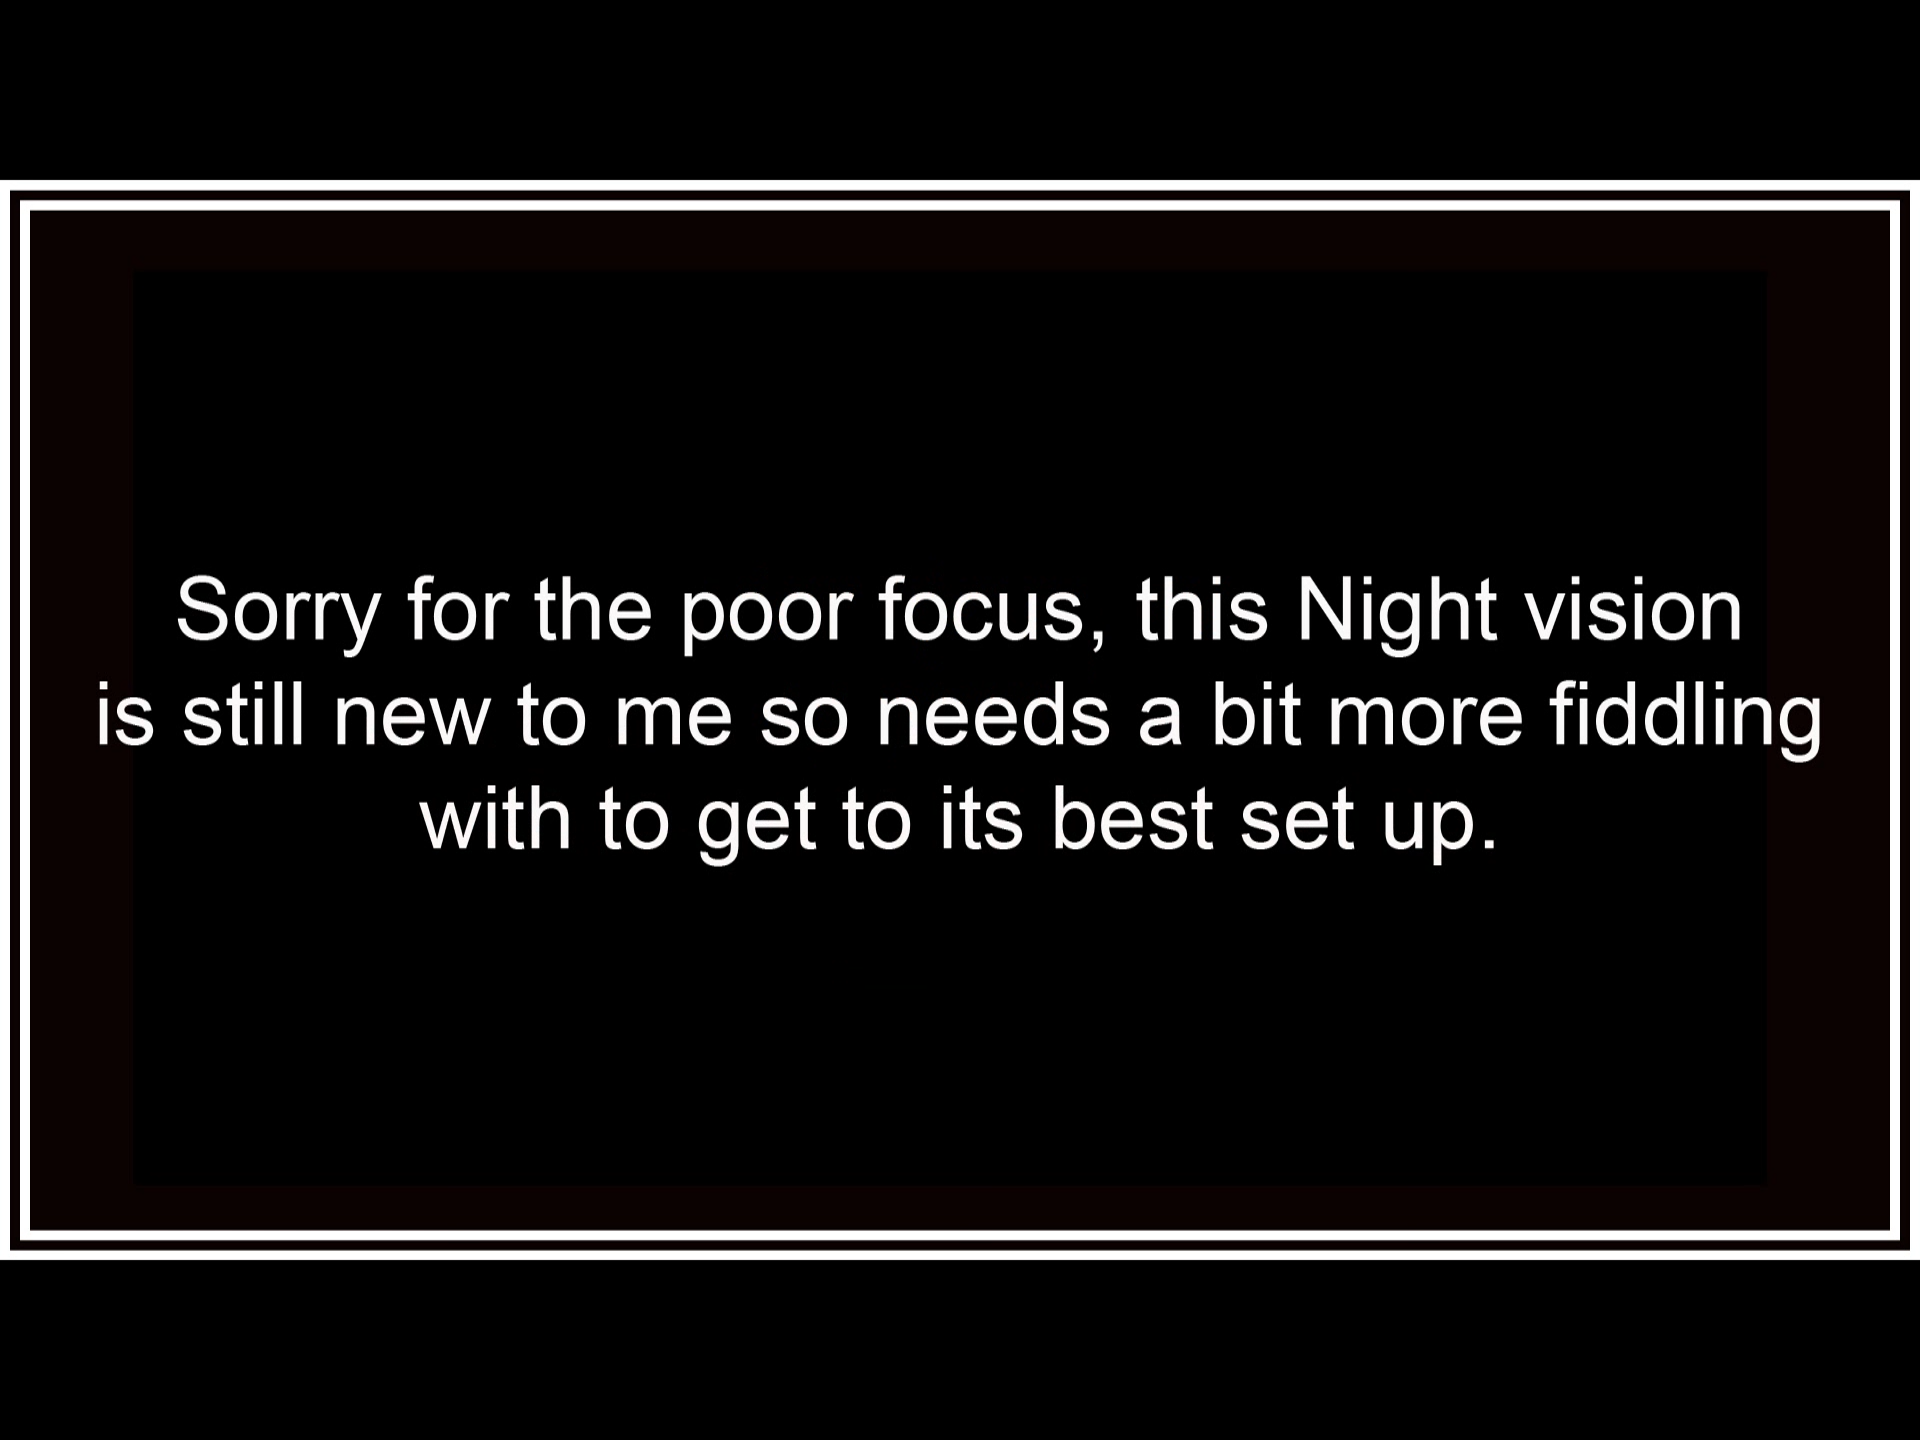 Sorry for the poor focus, this Night vision
is still new to me so needs a bit more fiddling
with to get to its best set up.